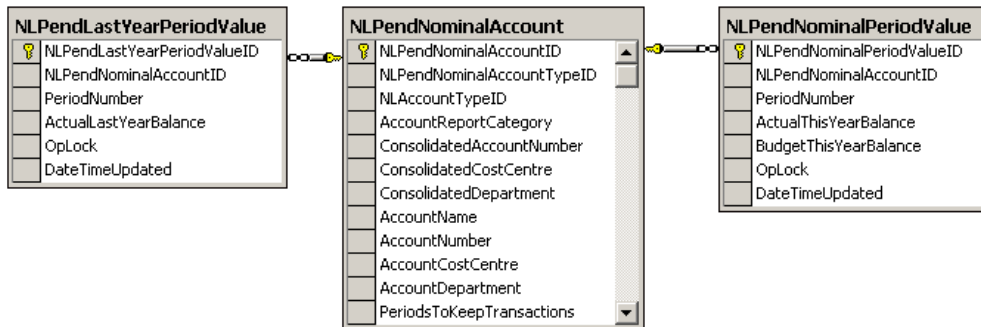 NLPendLastYearPeriodValue
NLPendLastYearPeriodValueID
NLPendNominalAccountID
PeriodNumber
ActualLastYearBalance
OpLock
DateTimeUpdated
NLPendNominalAccount
NLPendNominalAccountID
NLPendNominalAccountTypeID
NLAccountTypeID
AccountReportCategory
ConsolidatedAccountNumber
ConsolidatedCostCentre
ConsolidatedDepartment
AccountName
AccountNumber
AccountCostCentre
AccountDepartment
PeriodsToKeepTransactions
NLPendNominalPeriodValue
NLPendNominalPeriodValueID
NLPendNominalAccountID
PeriodNumber
ActualThisYearBalance
BudgetThisYearBalance
OpLock
DateTimeUpdated